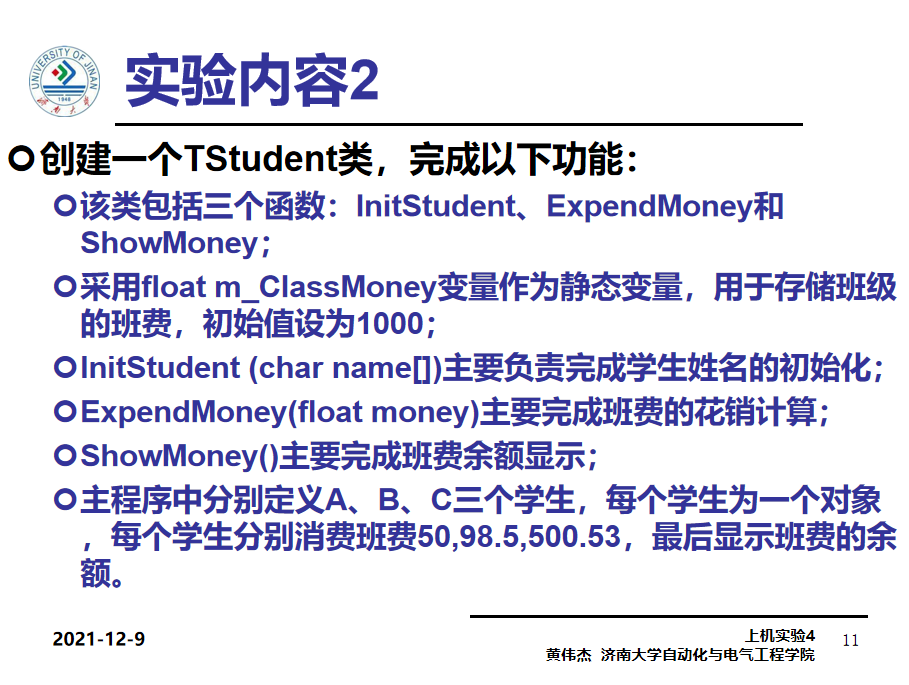 UNIVERSITY OF JINAN
1948
实验内容2
创建一个TStudent类，完成以下功能：
该类包括三个函数：InitStudent、ExpendMoney和
ShowMoney；
采用float m_ClassMoney变量作为静态变量，用于存储班级
的班费，初始值设为1000；
InitStudent (char name[])主要负责完成学生姓名的初始化；
ExpendMoney(float money)主要完成班费的花销计算；
ShowMoney()主要完成班费余额显示；
主程序中分别定义A、B、C三个学生，每个学生为一个对象
，每个学生分别消费班费50,98.5,500.53，最后显示班费的余
额。
2021-12-9
上机实验4
黄伟杰 济南大学自动化与电气工程学院
11